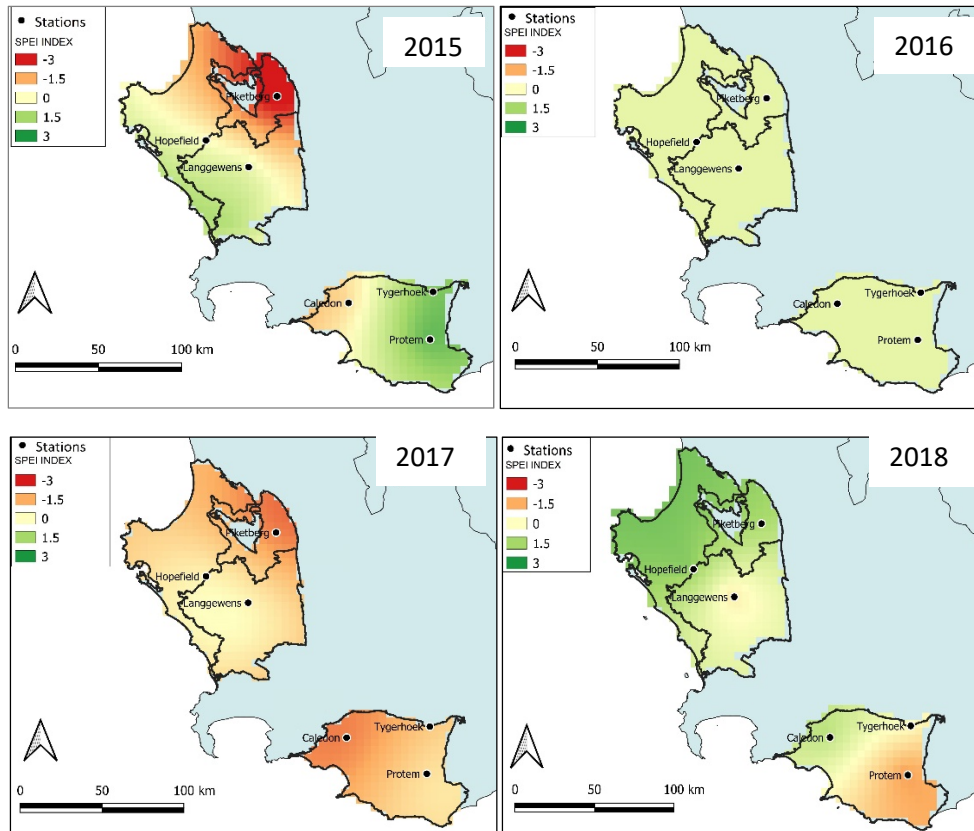 Stations
SPEI INDEX
-3
-1.5
0
1.5
3
2015
Piketberg
Hopefield
Langgewens
Tygerhoek
Caledon
Protem
0 50 100 km
Stations
SPEI INDEX
-3
-1.5
0
1.5
3
2016
Piketberg
Hopefield
Langgewens
Tygerhoek
Caledon
Protem
0 50 100 km
Stations
SPEI INDEX
-3
-1.5
0
1.5
3
2017
Piketberg
Hopefield
Langgewens
Tygerhoek
Caledon
Protem
0 50 100 km
Stations
SPEI INDEX
-3
-1.5
0
1.5
3
2018
Piketberg
Hopefield
Langgewens
Tygerhoek
Caledon
Protem
0 50 100 km